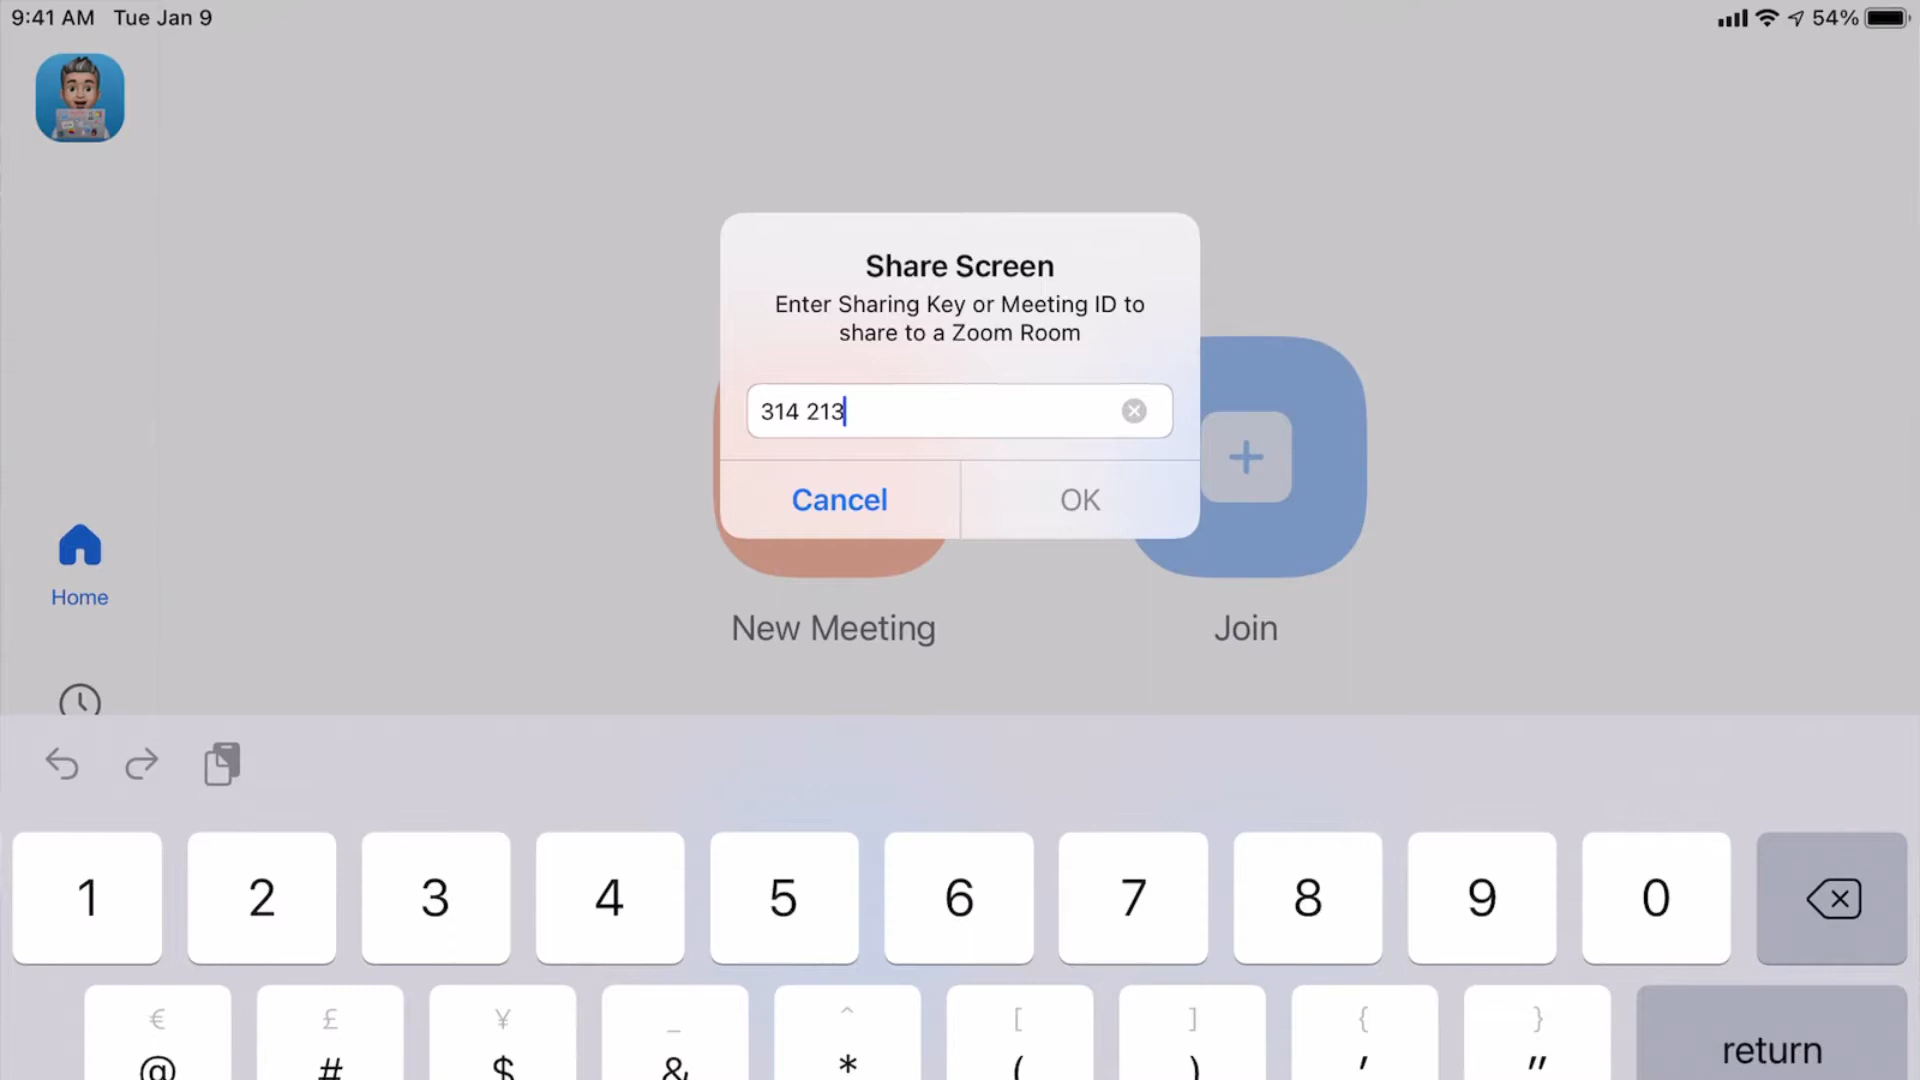 9:41 AM Tue Jan 9
54%
Share Screen
Enter Sharing Key or Meeting ID to
share to a Zoom Room
314 213
Cancel OK
Home
New Meeting Join
1 2 3 4 5 6 7 8 9 0
€ £ ¥ _ ^ [ ] { }
@ # $ & * ( ) ' " return